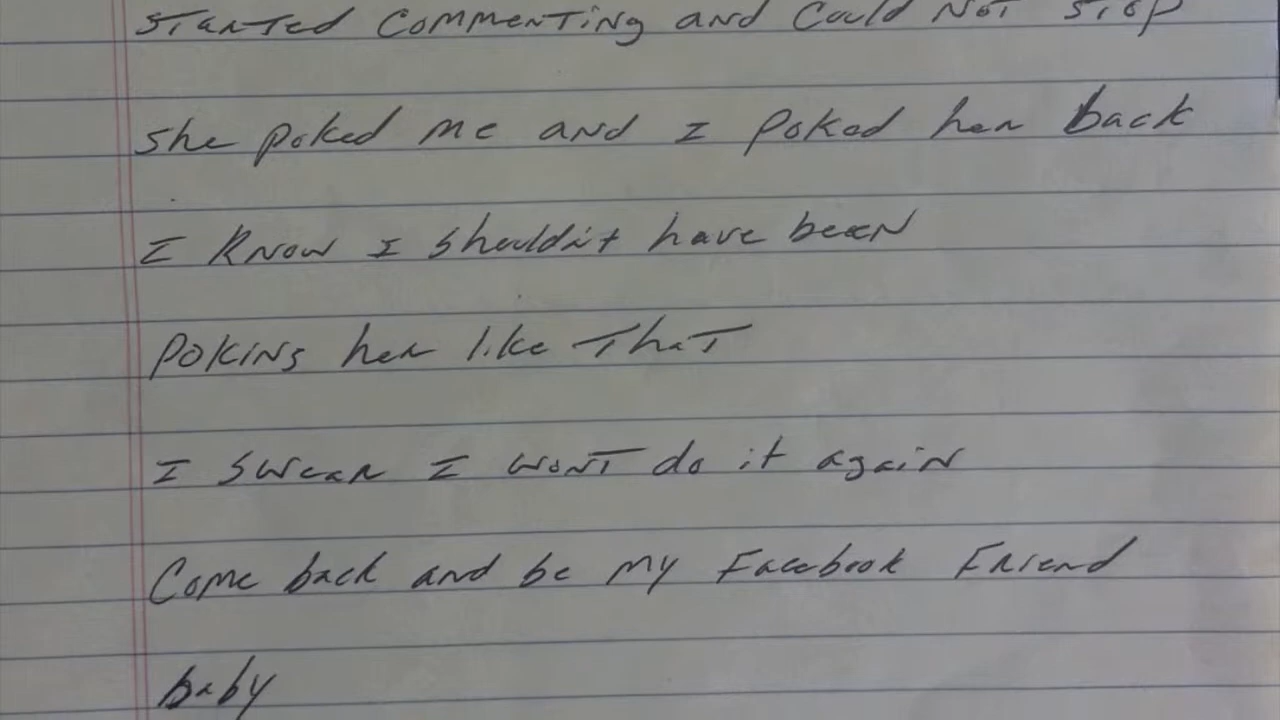 Started Commenting and Could Not Stop
She poked me and I poked her back
I know I shouldn't have been
poking her like That
I swear I won't do it again
Come back and be my Facebook Friend
baby